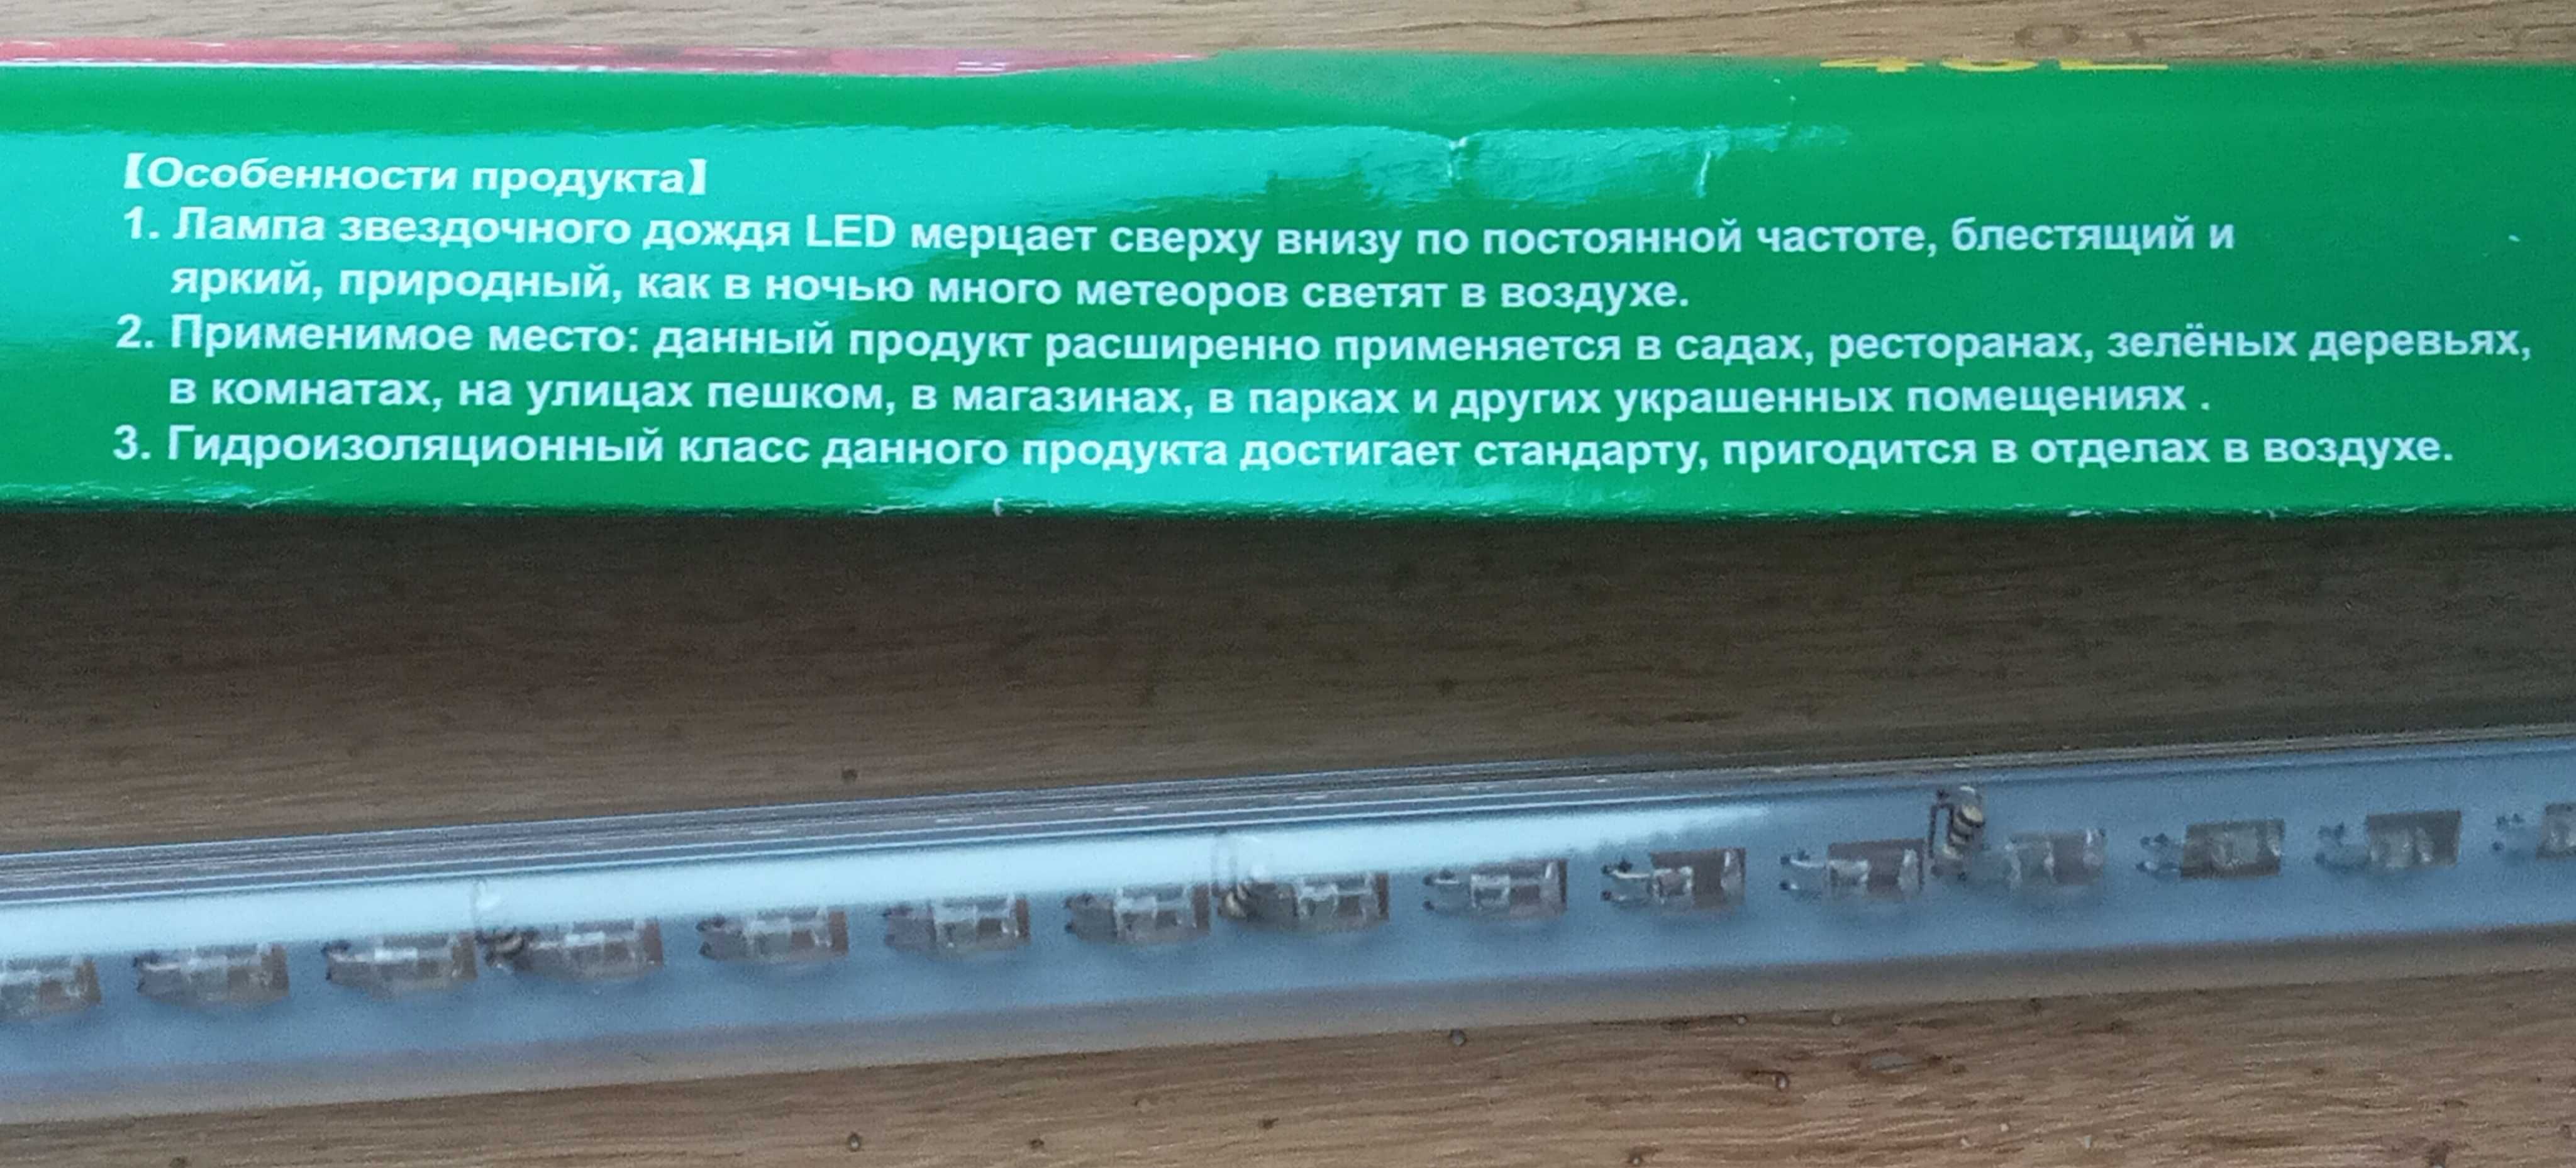 【Особенности продукта】
1. Лампа звездочного дождя LED мерцает сверху внизу по постоянной частоте, блестящий и
яркий, природный, как в ночью много метеоров светят в воздухе.
2. Применимое место: данный продукт расширенно применяется в садах, ресторанах, зелёных деревьях,
в комнатах, на улицах пешком, в магазинах, в парках и других украшенных помещениях .
3. Гидроизоляционный класс данного продукта достигает стандарту, пригодится в отделах в воздухе.